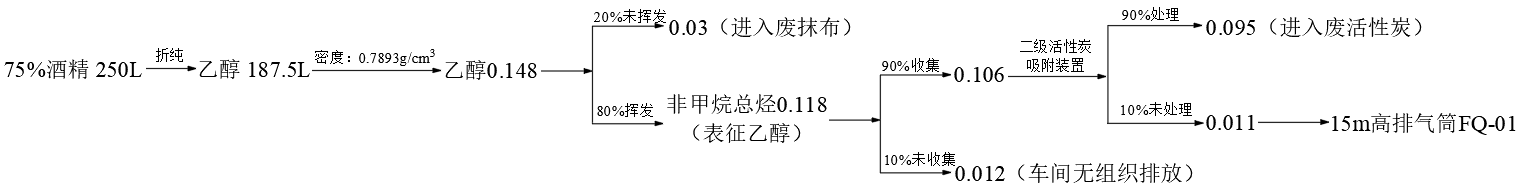 20%未挥发
0.03（进入废抹布）
90%处理
0.095（进入废活性炭）
75%酒精 250L
折纯
乙醇 187.5L
密度：0.7893g/cm³
乙醇0.148
二级活性炭
吸附装置
90%收集
0.106
80%挥发
非甲烷总烃0.118
（表征乙醇）
10%未处理
0.011
15m高排气筒FQ-01
10%未收集
0.012（车间无组织排放）